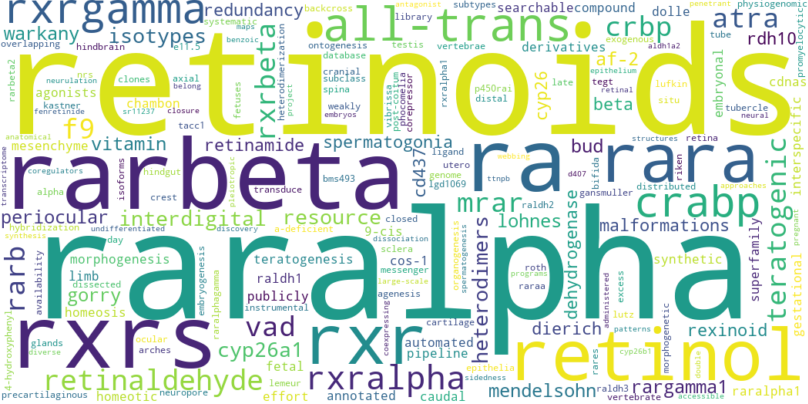 rxrgamma
redundancy
systematic
backcross
antagonist
subtypes
searchable
compound
dolle
penetrant
physiogenomic
warkany
isotypes
all-trans
library
crbp
atra
rdh10
promyelocytic
overlapping
hindbrain
e11.5
maps
benzoic
ontogenesis
testis
vertebrae
derivatives
exogenous
aldh1a2
tube
rarbeta2
nrs
clones
axial
subclass
database
cranial
spina
rxrbeta
heterodimerization
project
retinoids
af-2
cyp26
embryonal
cdnas
agonists
neurulation
map
belong
kastner
fenretinide
sr11237
closure
chambon
fetuses
weakly
embryos
vibrissa
post-coitum
phocomelia
corepressor
rxralpha1
p450rai
distal
beta
late
tegt
epithelium
retinal
situ
lufkin
tubercle
neural
interspecific
f9
tacc1
anatomical
mesenchyme
vitamin
retinamide
spermatogonia
ligand
utero
structures
retina
transcriptome
coregulators
alpha
rarbeta
isoforms
hindgut
crest
pleiotropic
transduce
bms493
cd437
genome
lgd1069
ra
ttnpb
webbing
bud
bifida
d407
rara
riken
approaches
gansmuller
distributed
teratogenic
pregnant
periocular
interdigital
resource
closed
mrar
crabp
hybridization
synthesis
undifferentiated
discovery
a-deficient
9-cis
dissociation
sclera
messenger
large-scale
organogenesis
spermatogenesis
lohnes
malformations
superfamily
gestational
rarb
availability
day
morphogenesis
limb
dissected
gorry
homeosis
raralpha
embryogenesis
raralphagamma
teratogenesis
raldh1
publicly
instrumental
cos-1
agenesis
coexpressing
roth
programs
raraa
heterodimers
dehydrogenase
excess
administered
synthetic
morphogenetic
4-hydroxyphenyl
glands
diverse
rxrs
ocular
arches
vad
cyp26a1
rxr
cartilage
automated
pipeline
epithelia
sidedness
dierich
lutz
patterns
cyp26b1
rares
rexinoid
retinol
double
precartilaginous
retinaldehyde
homeotic
neuropore
fetal
lemeur
effort
rxralpha
annotated
caudal
mendelsohn
raldh3
rargamma1
vertebrate
raralpha1
accessible